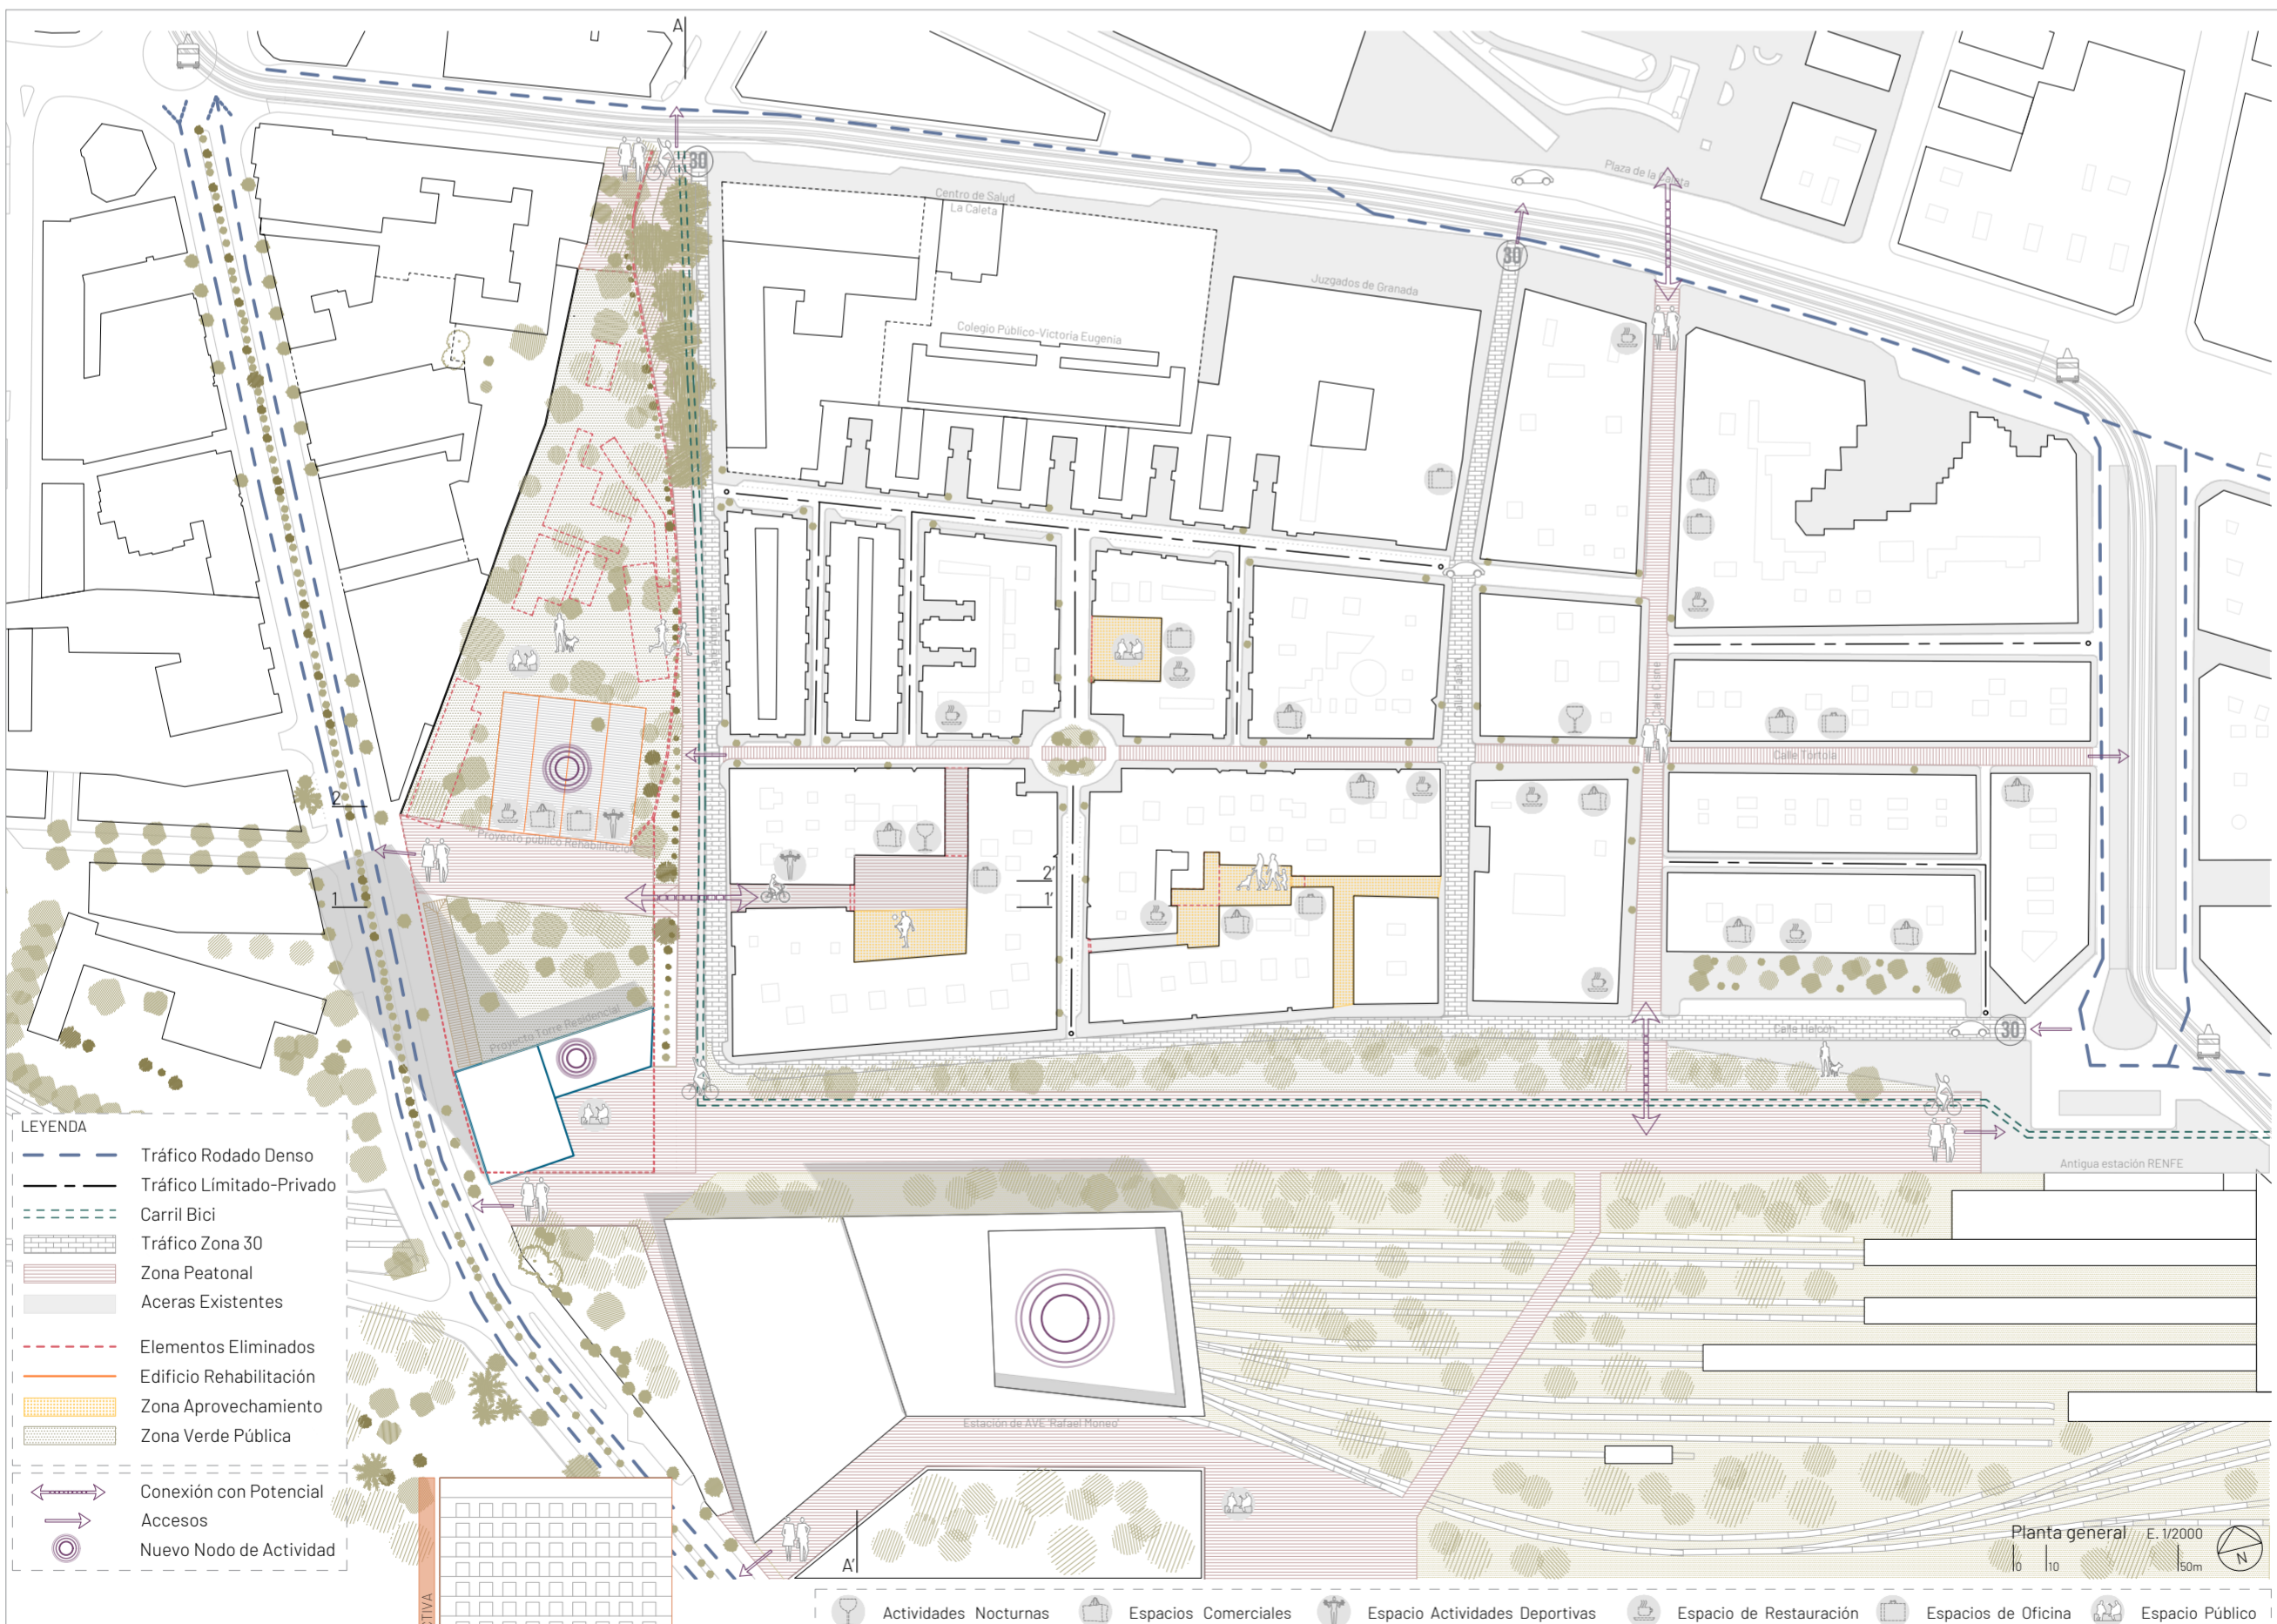 A
30
Centro de Salud
La Caleta
Plaza de la Caleta
30
Juzgados de Granada
Colegio Público-Victoria Eugenia
Calle Tortola
2
Proyecto público Rehabilitación
2'
1
1'
Proyecto Torre Residencial
Calle Halcón
30
Antigua estación RENFE
Estación de AVE 'Rafael Moneo'
A'
LEYENDA
Tráfico Rodado Denso
Tráfico Límitado-Privado
Carril Bici
Tráfico Zona 30
Zona Peatonal
Aceras Existentes
Elementos Eliminados
Edificio Rehabilitación
Zona Aprovechamiento
Zona Verde Pública
Conexión con Potencial
Accesos
Nuevo Nodo de Actividad
Planta general E. 1/2000
0 10 50m
N
Actividades Nocturnas
Espacios Comerciales
Espacio Actividades Deportivas
Espacio de Restauración
Espacios de Oficina
Espacio Público